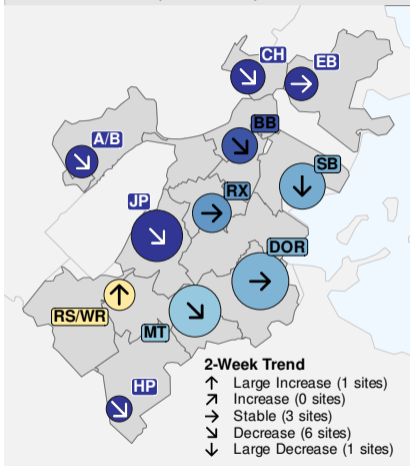 CH
EB
BB
A/B
SB
RX
JP
DOR
RS/WR
MT
HP
2-Week Trend
↑ Large Increase (1 sites)
↗ Increase (0 sites)
→ Stable (3 sites)
↘ Decrease (6 sites)
↓ Large Decrease (1 sites)